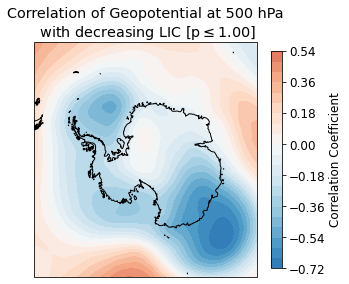 Correlation of Geopotential at 500 hPa
with decreasing LIC [p ≤ 1.00]
0.54
0.36
0.18
0.00
−0.18
−0.36
−0.54
−0.72
Correlation Coefficient